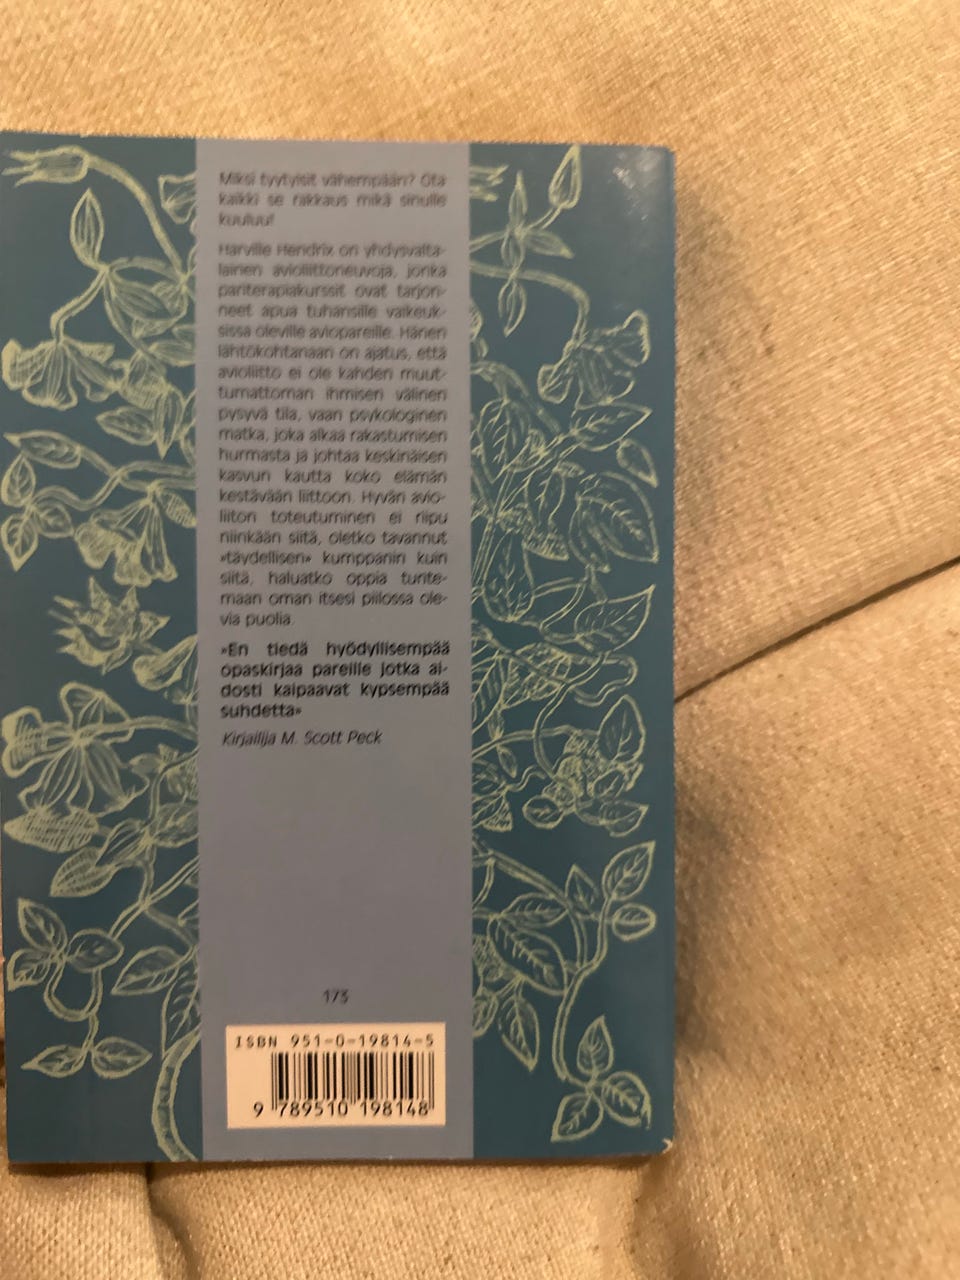 Miksi tyytyisit vähempään? Ota
kaikki se rakkaus mikä sinulle
kuuluu!
Harville Hendrix on yhdysvalta-
lainen avioliittoneuvoja, jonka
pariterapiakurssit ovat tarjon-
neet apua tuhansille vaikeuk-
sissa oleville aviopareille. Hänen
lähtökohtanaan on ajatus, että
avioliitto ei ole kahden muut-
tumattoman ihmisen välinen
pysyvä tila, vaan psykologinen
matka, joka alkaa rakastumisen
hurmasta ja johtaa keskinäisen
kasvun kautta koko elämän
kestävään liittoon. Hyvän avio-
liiton toteutuminen ei riipu
niinkään siitä, oletko tavannut
»täydellisen» kumppanin kuin
siitä, haluatko oppia tunte-
maan oman itsesi piilossa ole-
via puolia.
»En tiedä hyödyllisempää
opaskirjaa pareille jotka ai-
dosti kaipaavat kypsempää
suhdetta»
Kirjailija M. Scott Peck
173
ISBN 951-0-19814-5
9 789510 198148